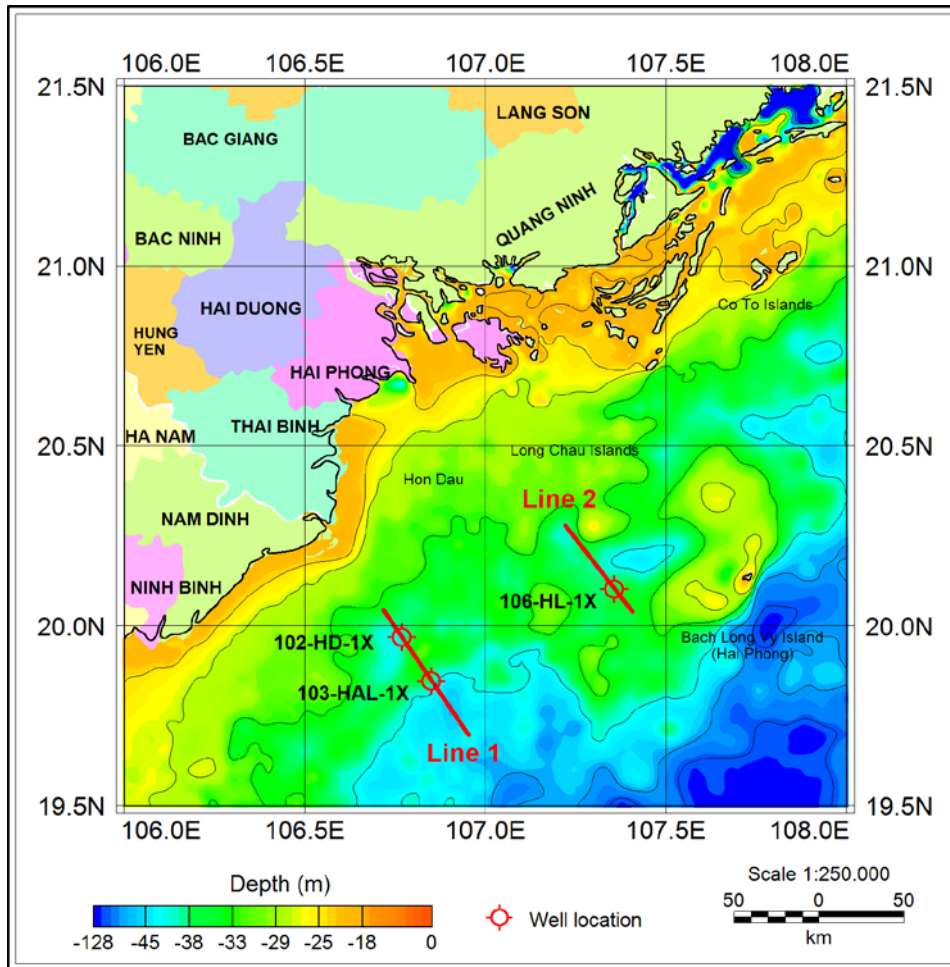 106.0E 106.5E 107.0E 107.5E 108.0E
21.5N 21.5N
LANG SON
BAC GIANG
QUANG NINH
BAC NINH
21.0N 21.0N
HAI DUONG
Co To Islands
HUNG
YEN
HAI PHONG
THAI BINH
HA NAM
20.5N 20.5N
Long Chau Islands
Hon Dau
Line 2
NAM DINH
NINH BINH
106-HL-1X
20.0N 20.0N
102-HD-1X
Bach Long Vy Island
(Hai Phong)
103-HAL-1X
Line 1
19.5N 19.5N
106.0E 106.5E 107.0E 107.5E 108.0E
Depth (m)
-128 -45 -38 -33 -29 -25 -18 0
Well location
Scale 1:250.000
50 0 50
km